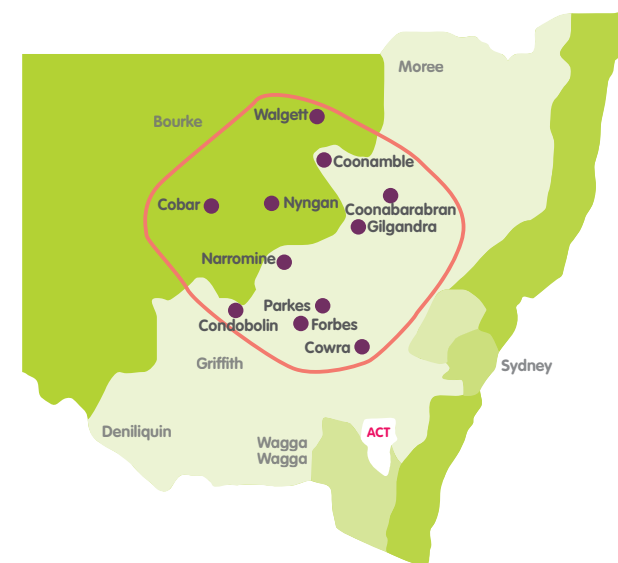 Moree
Walgett
Bourke
Coonamble
Cobar
Nyngan
Coonabarabran
Gilgandra
Narromine
Parkes
Condobolin
Forbes
Cowra
Griffith
Sydney
Deniliquin
ACT
Wagga
Wagga